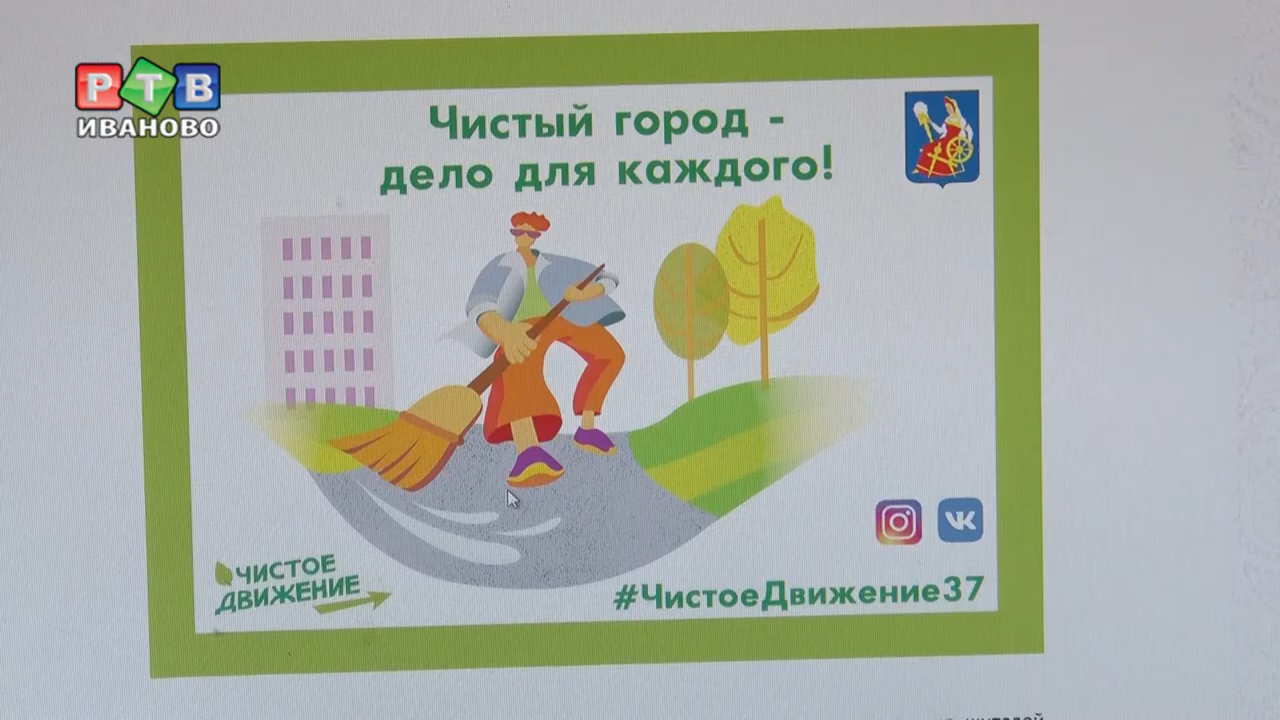 РТВ
ИВАНОВО
Чистый город -
дело для каждого!
ЧИСТОЕ
ДВИЖЕНИЕ
#ЧистоеДвижение37